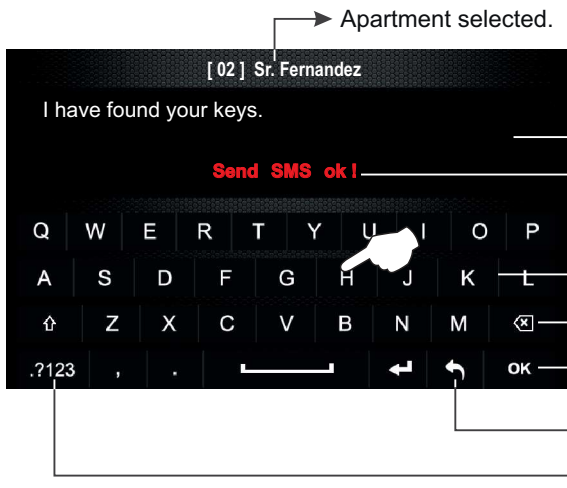 Apartment selected.
[ 02 ] Sr. Fernandez
I have found your keys.
Send SMS ok !
Q W E R T Y U I O P
A S D F G H J K L
Z X C V B N M
.?123 , . OK